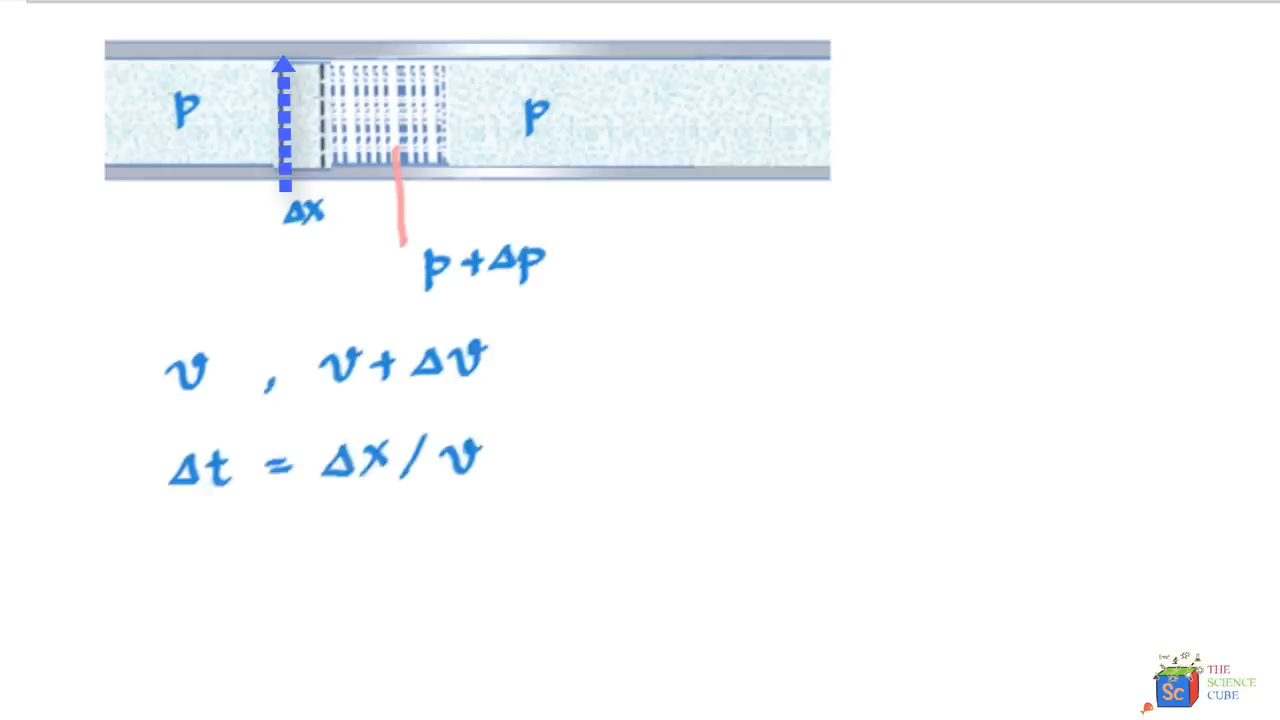 p p
Δx
p + Δp
v , v + Δv
Δt = Δx / v
Sc
THE
SCIENCE
CUBE